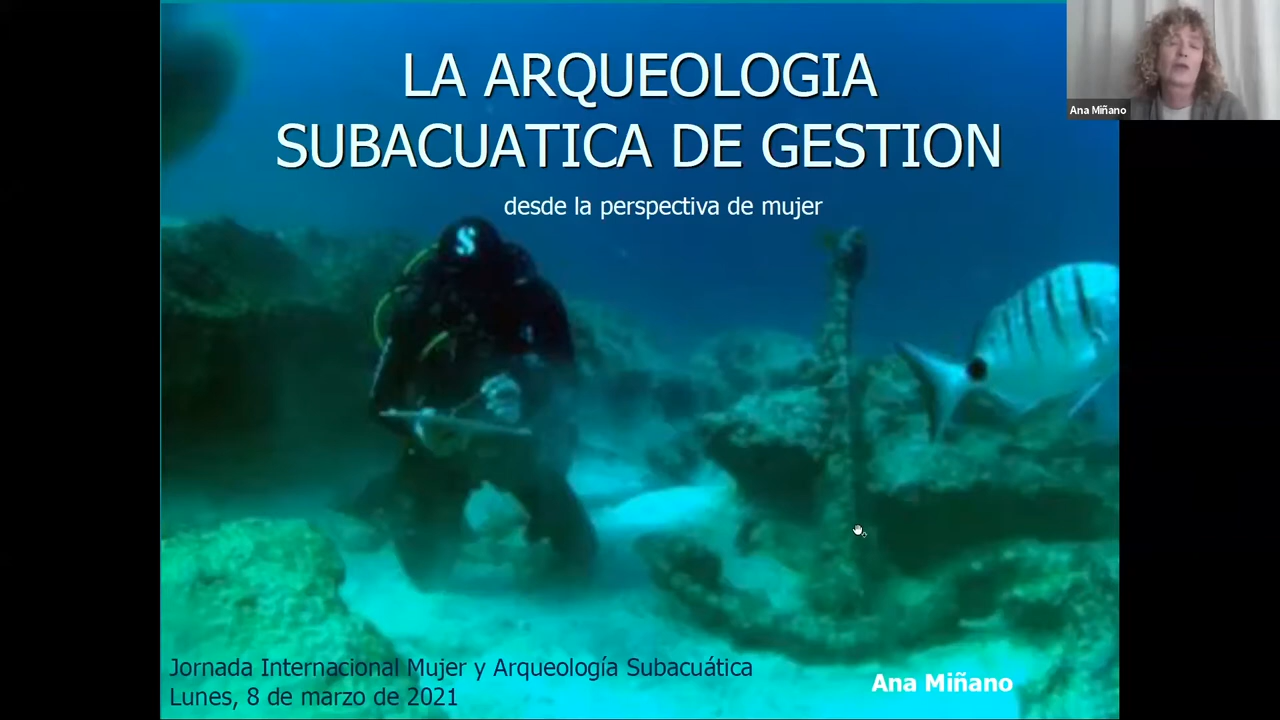 LA ARQUEOLOGIA
SUBACUATICA DE GESTION
desde la perspectiva de mujer
Ana Miñano
S
Jornada Internacional Mujer y Arqueología Subacuática
Lunes, 8 de marzo de 2021
Ana Miñano